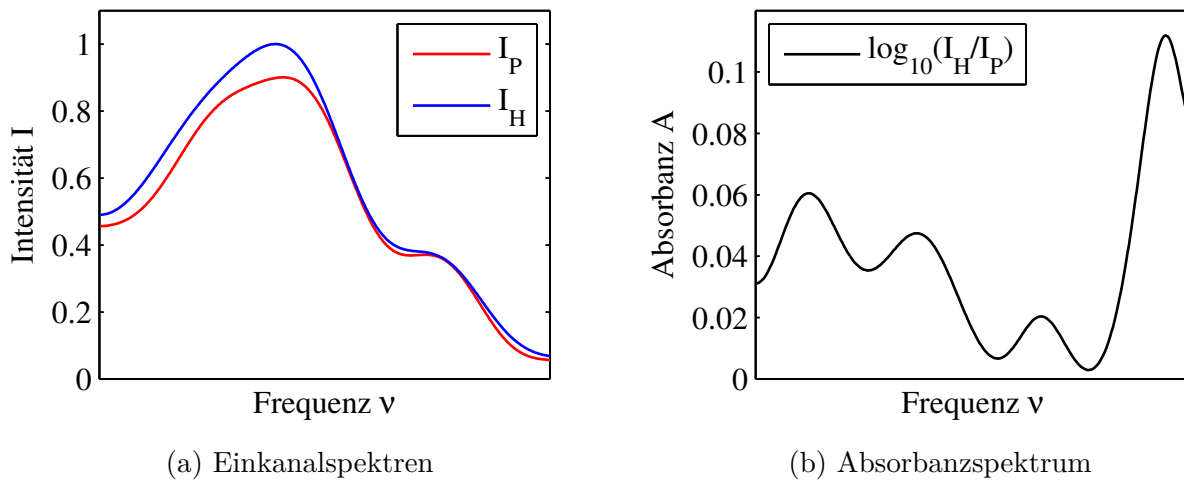 1
0.8
0.6
0.4
0.2
0
Intensität I
Frequenz ν
I_P
I_H
(a) Einkanalspektren
0.1
0.08
0.06
0.04
0.02
0
Absorbanz A
Frequenz ν
log_10(I_H/I_P)
(b) Absorbanzspektrum